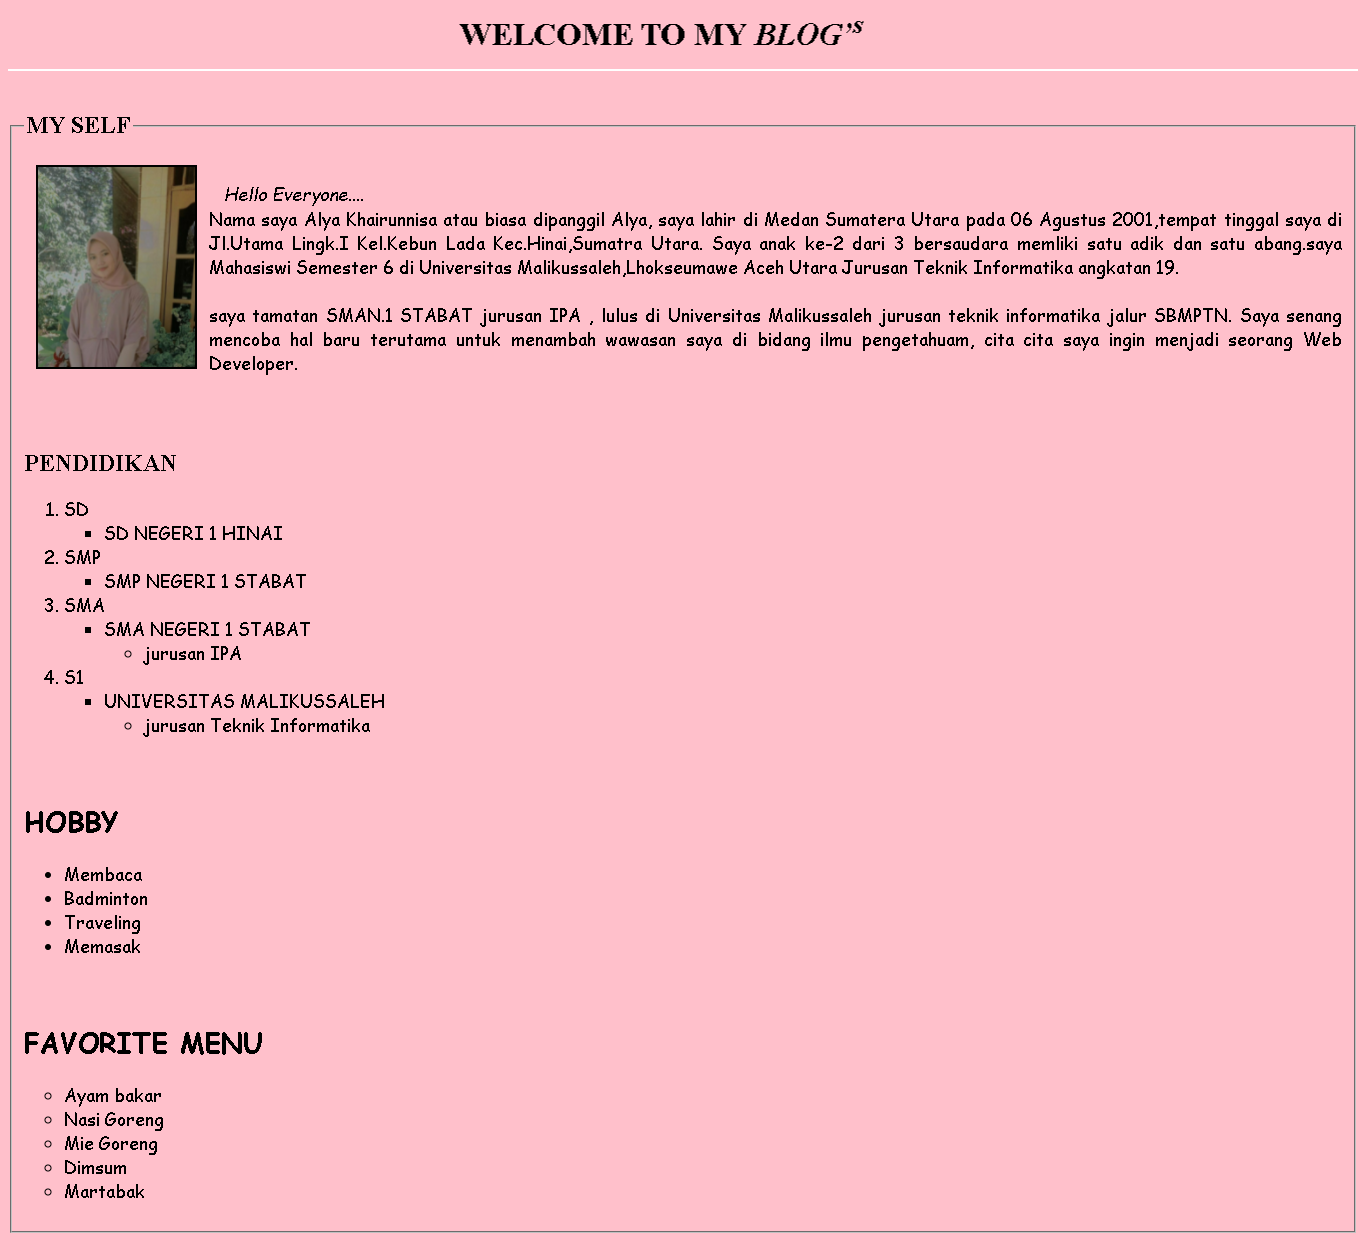 WELCOME TO MY BLOG's
MY SELF
Hello Everyone....
Nama saya Alya Khairunnisa atau biasa dipanggil Alya, saya lahir di Medan Sumatera Utara pada 06 Agustus 2001,tempat tinggal saya di
Jl.Utama Lingk.I Kel.Kebun Lada Kec.Hinai,Sumatra Utara. Saya anak ke-2 dari 3 bersaudara memliki satu adik dan satu abang.saya
Mahasiswi Semester 6 di Universitas Malikussaleh,Lhokseumawe Aceh Utara Jurusan Teknik Informatika angkatan 19.
saya tamatan SMAN.1 STABAT jurusan IPA , lulus di Universitas Malikussaleh jurusan teknik informatika jalur SBMPTN. Saya senang
mencoba hal baru terutama untuk menambah wawasan saya di bidang ilmu pengetahuam, cita cita saya ingin menjadi seorang Web
Developer.
PENDIDIKAN
1. SD
▪ SD NEGERI 1 HINAI
2. SMP
▪ SMP NEGERI 1 STABAT
3. SMA
▪ SMA NEGERI 1 STABAT
◦ jurusan IPA
4. S1
▪ UNIVERSITAS MALIKUSSALEH
◦ jurusan Teknik Informatika
HOBBY
• Membaca
• Badminton
• Traveling
• Memasak
FAVORITE MENU
◦ Ayam bakar
◦ Nasi Goreng
◦ Mie Goreng
◦ Dimsum
◦ Martabak